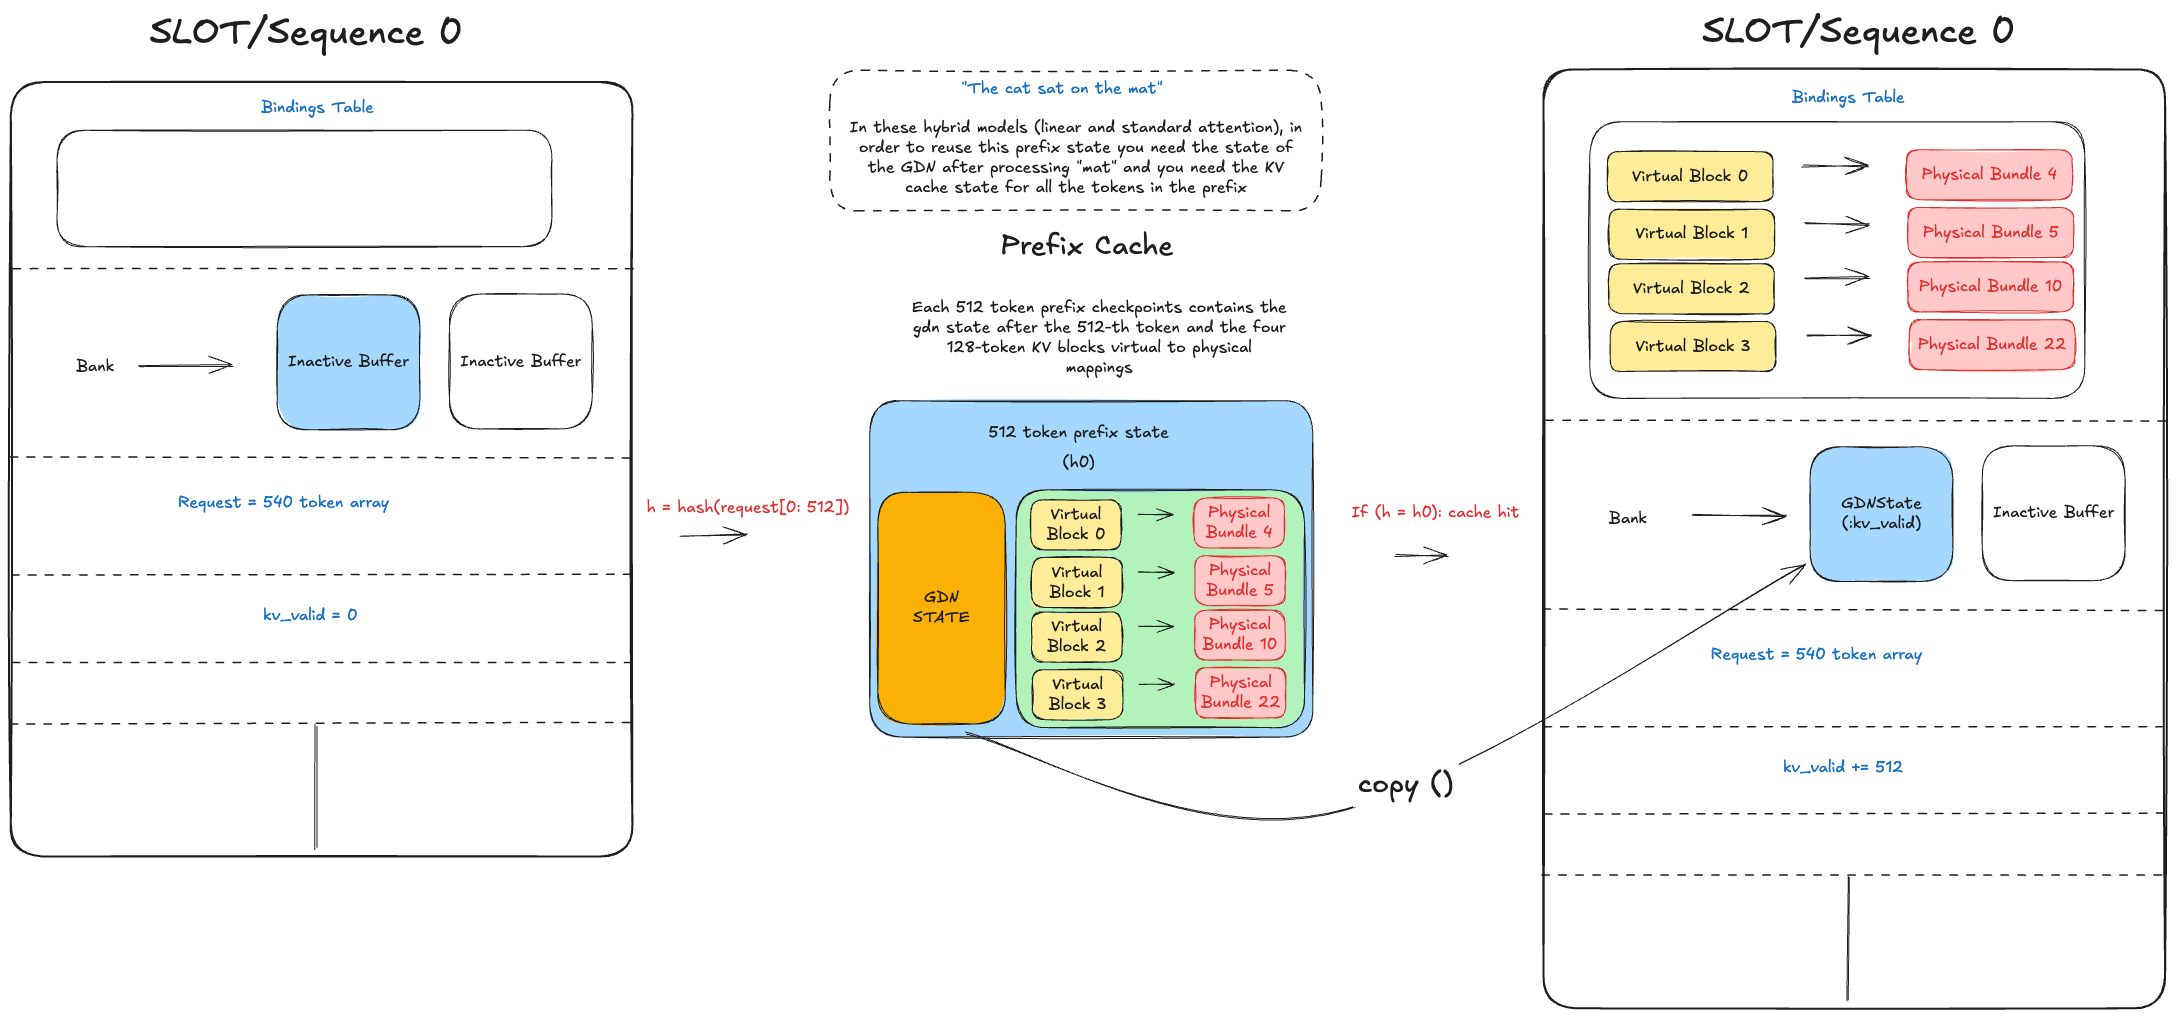 SLOT/Sequence 0
Bindings Table
Bank
Inactive Buffer
Inactive Buffer
Request = 540 token array
kv_valid = 0
h = hash(request[0: 512])
"The cat sat on the mat"
In these hybrid models (linear and standard attention), in
order to reuse this prefix state you need the state of
the GDN after processing "mat" and you need the KV
cache state for all the tokens in the prefix
Prefix Cache
Each 512 token prefix checkpoints contains the
gdn state after the 512-th token and the four
128-token KV blocks virtual to physical
mappings
512 token prefix state
(h0)
GDN
STATE
Virtual
Block 0
Physical
Bundle 4
Virtual
Block 1
Physical
Bundle 5
Virtual
Block 2
Physical
Bundle 10
Virtual
Block 3
Physical
Bundle 22
copy ()
If (h = h0): cache hit
SLOT/Sequence 0
Bindings Table
Virtual Block 0
Physical Bundle 4
Virtual Block 1
Physical Bundle 5
Virtual Block 2
Physical Bundle 10
Virtual Block 3
Physical Bundle 22
Bank
GDNState
(:kv_valid)
Inactive Buffer
Request = 540 token array
kv_valid += 512